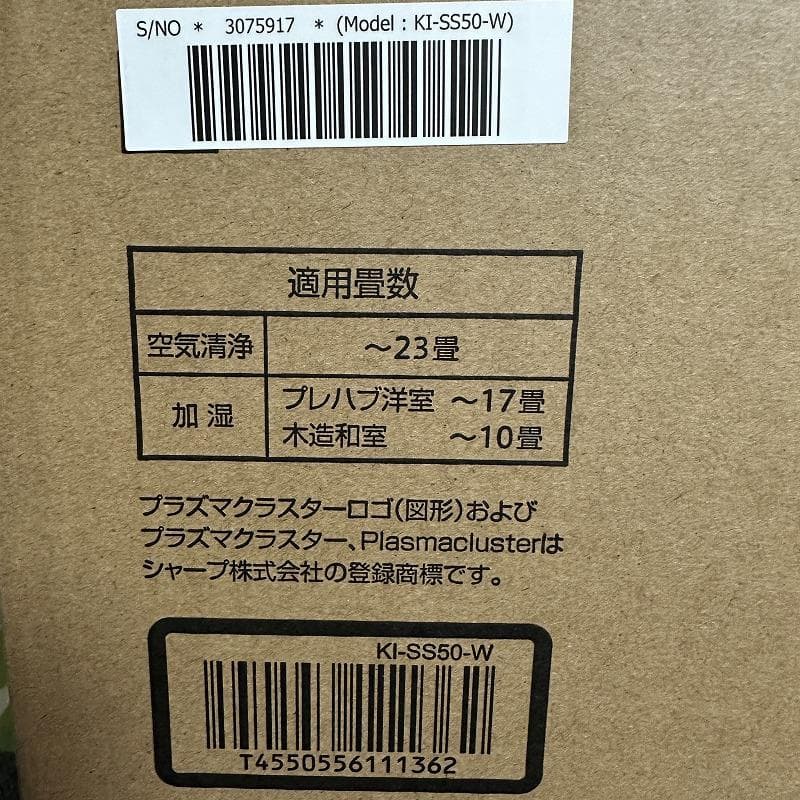 S/NO * 3075917 * (Model : KI-SS50-W)
適用畳数
空気清浄 ～23畳
加湿 プレハブ洋室 ～17畳
木造和室 ～10畳
プラズマクラスターロゴ(図形)および
プラズマクラスター、Plasmaclusterは
シャープ株式会社の登録商標です。
KI-SS50-W
T4550556111362